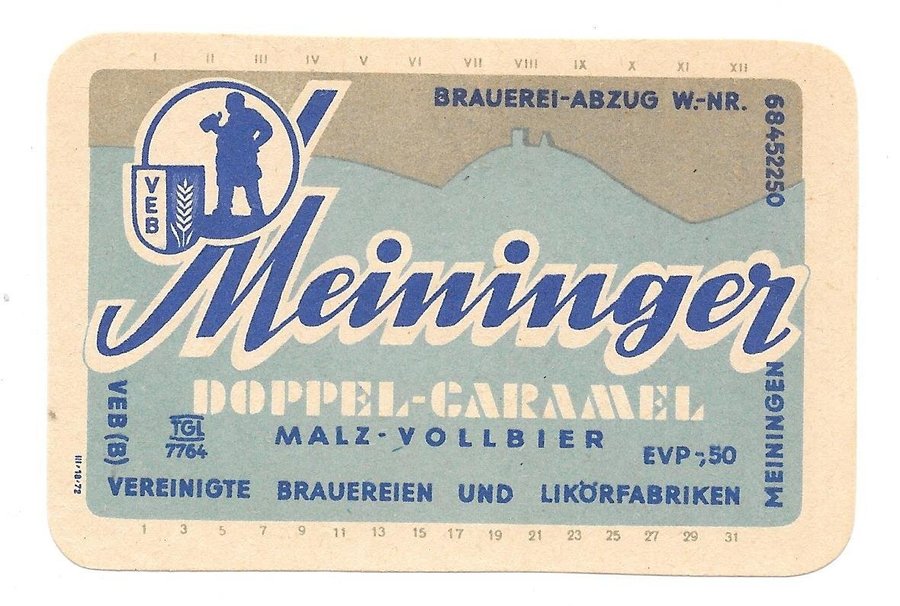 I II III IV V VI VII VIII IX X XI XII
BRAUEREI-ABZUG W.-NR.
68452250
VEB
Meininger
DOPPEL-CARAMEL
MALZ-VOLLBIER
TGL
7764
EVP -,50
VEB (B)
VEREINIGTE BRAUEREIEN UND LIKÖRFABRIKEN
MEININGEN
III/18/72
1 3 5 7 9 11 13 15 17 19 21 23 25 27 29 31